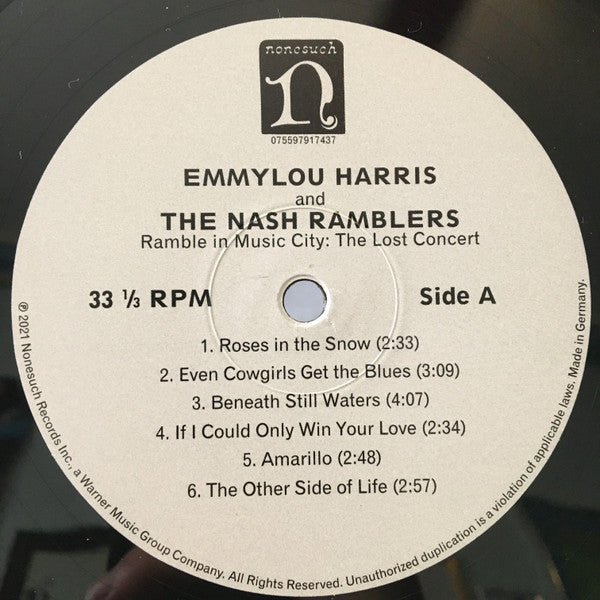 nonesuch
n
075597917437
EMMYLOU HARRIS
and
THE NASH RAMBLERS
Ramble in Music City: The Lost Concert
33 ⅓ RPM
Side A
1. Roses in the Snow (2:33)
2. Even Cowgirls Get the Blues (3:09)
3. Beneath Still Waters (4:07)
4. If I Could Only Win Your Love (2:34)
5. Amarillo (2:48)
6. The Other Side of Life (2:57)
℗ 2021 Nonesuch Records Inc., a Warner Music Group Company. All Rights Reserved. Unauthorized duplication is a violation of applicable laws. Made in Germany.